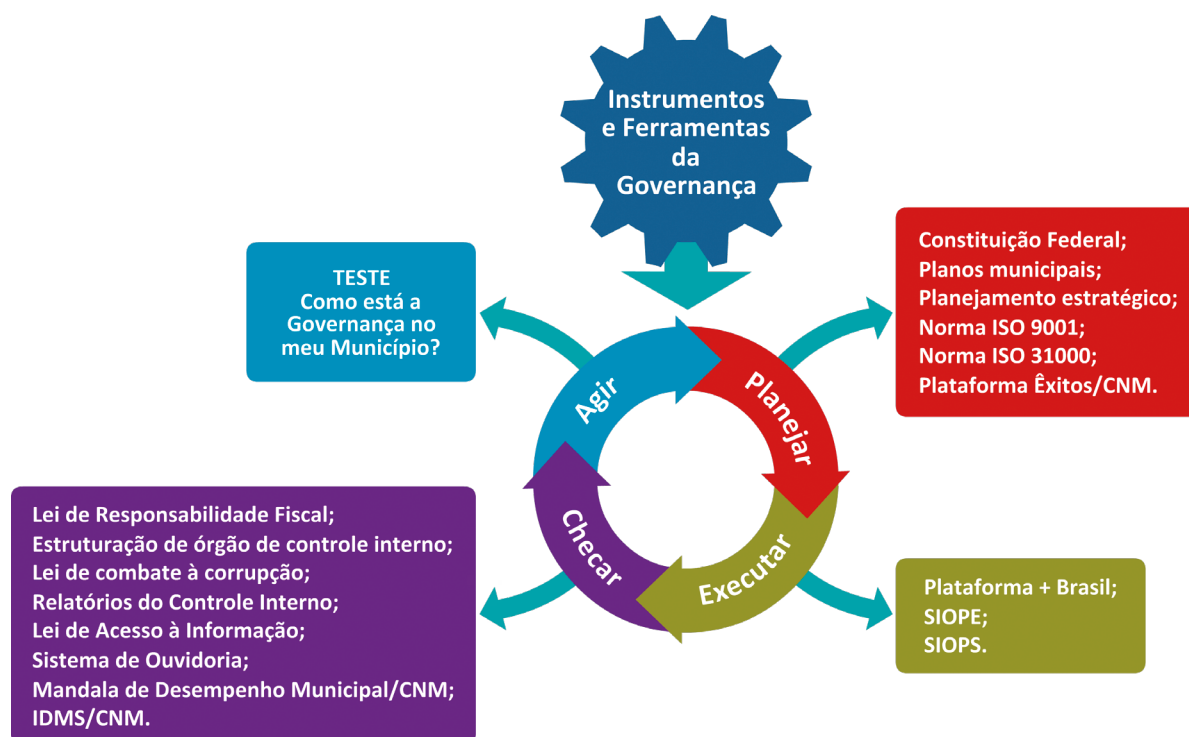 Instrumentos
e Ferramentas
da
Governança
TESTE
Como está a
Governança no
meu Município?
Constituição Federal;
Planos municipais;
Planejamento estratégico;
Norma ISO 9001;
Norma ISO 31000;
Plataforma Êxitos/CNM.
Agir
Planejar
Checar
Executar
Lei de Responsabilidade Fiscal;
Estruturação de órgão de controle interno;
Lei de combate à corrupção;
Relatórios do Controle Interno;
Lei de Acesso à Informação;
Sistema de Ouvidoria;
Mandala de Desempenho Municipal/CNM;
IDMS/CNM.
Plataforma + Brasil;
SIOPE;
SIOPS.